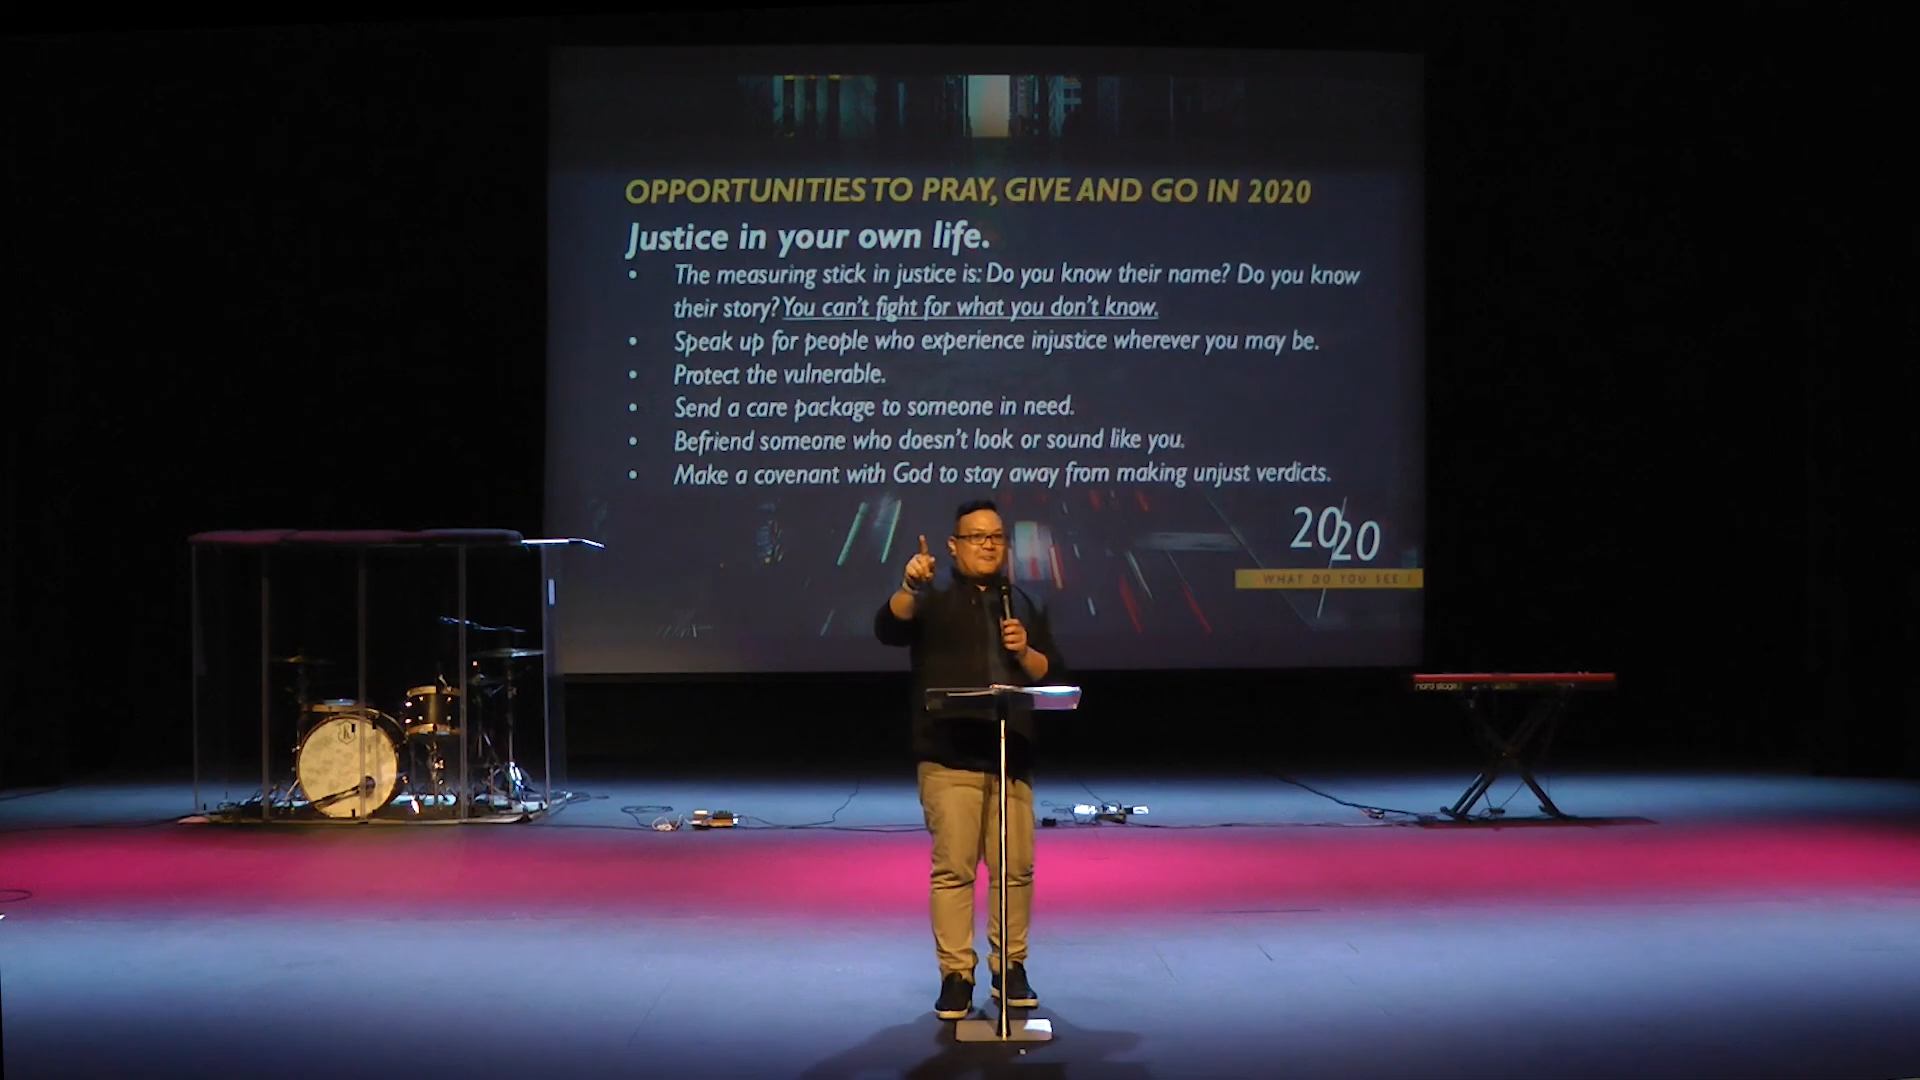 OPPORTUNITIES TO PRAY, GIVE AND GO IN 2020
Justice in your own life.
• The measuring stick in justice is: Do you know their name? Do you know
their story? You can't fight for what you don't know.
• Speak up for people who experience injustice wherever you may be.
• Protect the vulnerable.
• Send a care package to someone in need.
• Befriend someone who doesn't look or sound like you.
• Make a covenant with God to stay away from making unjust verdicts.
2020
WHAT DO YOU SEE?
nord stage
K